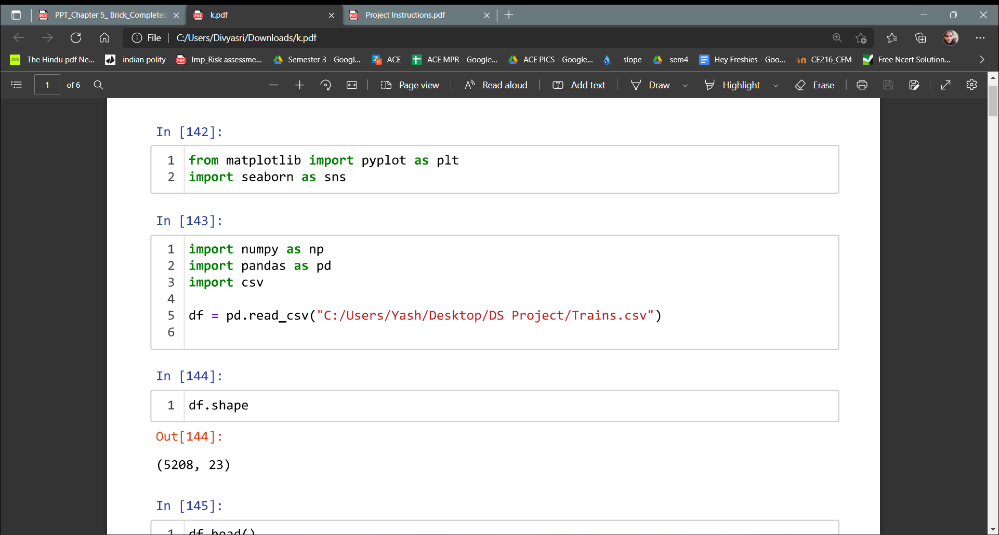 PPT_Chapter 5_ Brick_Completed
k.pdf
Project Instructions.pdf
File
C:/Users/Divyasri/Downloads/k.pdf
The Hindu pdf Ne...
indian polity
Imp_Risk assessme...
Semester 3 - Googl...
ACE
ACE MPR - Google...
ACE PICS - Google...
slope
sem4
Hey Freshies - Goo...
CE216_CEM
Free Ncert Solution...
1 of 6
Page view
Read aloud
Add text
Draw
Highlight
Erase
In [142]:
1 from matplotlib import pyplot as plt
2 import seaborn as sns
In [143]:
1 import numpy as np
2 import pandas as pd
3 import csv
4
5 df = pd.read_csv("C:/Users/Yash/Desktop/DS Project/Trains.csv")
6
In [144]:
1 df.shape
Out[144]:
(5208, 23)
In [145]:
1 df.head()